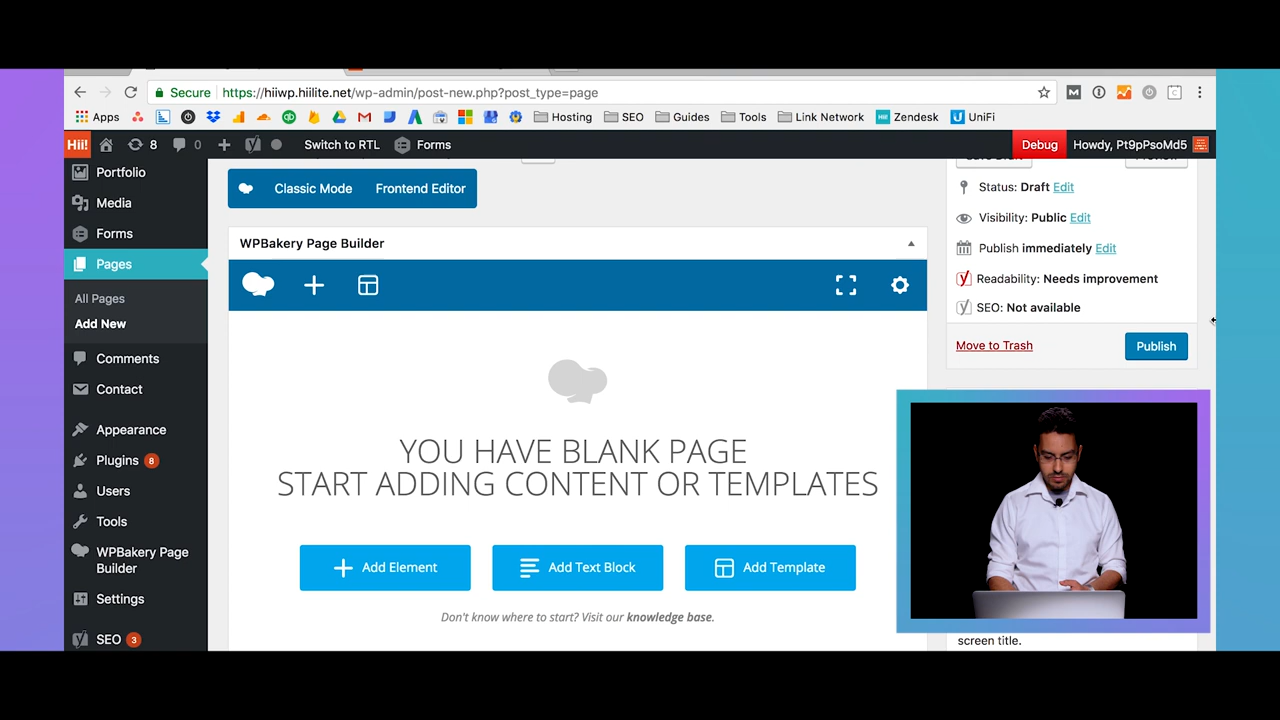 Secure https://hiiwp.hiilite.net/wp-admin/post-new.php?post_type=page
Apps Hosting SEO Guides Tools Link Network Hii! Zendesk UniFi
Hii! 8 0 Switch to RTL Forms Debug Howdy, Pt9pPsoMd5
Portfolio
Media
Forms
Pages
All Pages
Add New
Comments
Contact
Appearance
Plugins 8
Users
Tools
WPBakery Page
Builder
Settings
SEO 3
Classic Mode Frontend Editor
WPBakery Page Builder
YOU HAVE BLANK PAGE
START ADDING CONTENT OR TEMPLATES
Add Element Add Text Block Add Template
Don't know where to start? Visit our knowledge base.
Status: Draft Edit
Visibility: Public Edit
Publish immediately Edit
Readability: Needs improvement
SEO: Not available
Move to Trash Publish
screen title.